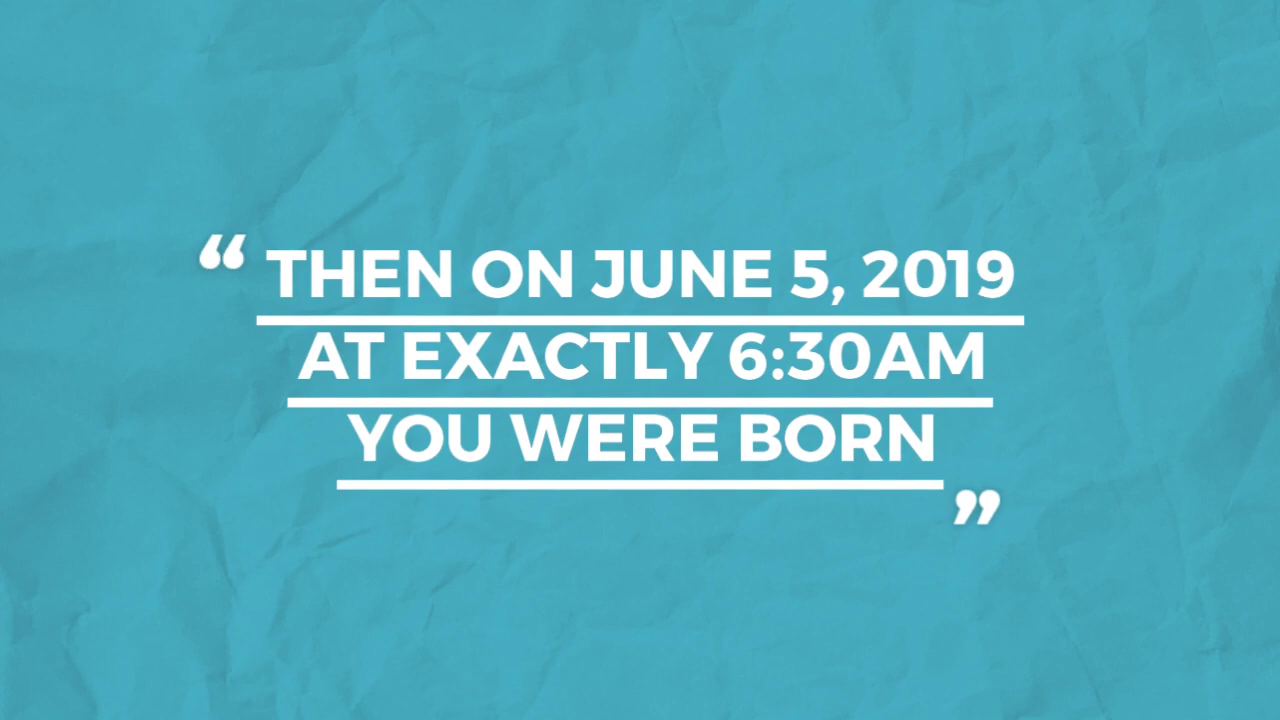 “ THEN ON JUNE 5, 2019
AT EXACTLY 6:30AM
YOU WERE BORN ”